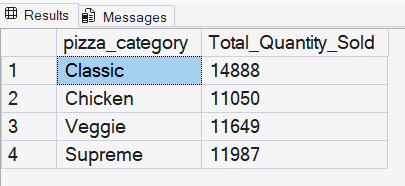 Results Messages
pizza_category Total_Quantity_Sold
1 Classic 14888
2 Chicken 11050
3 Veggie 11649
4 Supreme 11987